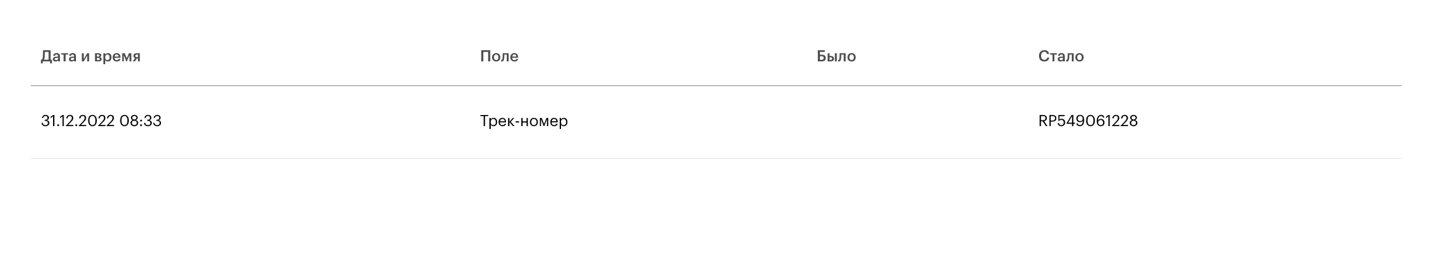 Дата и время Поле Было Стало
31.12.2022 08:33 Трек-номер RP549061228